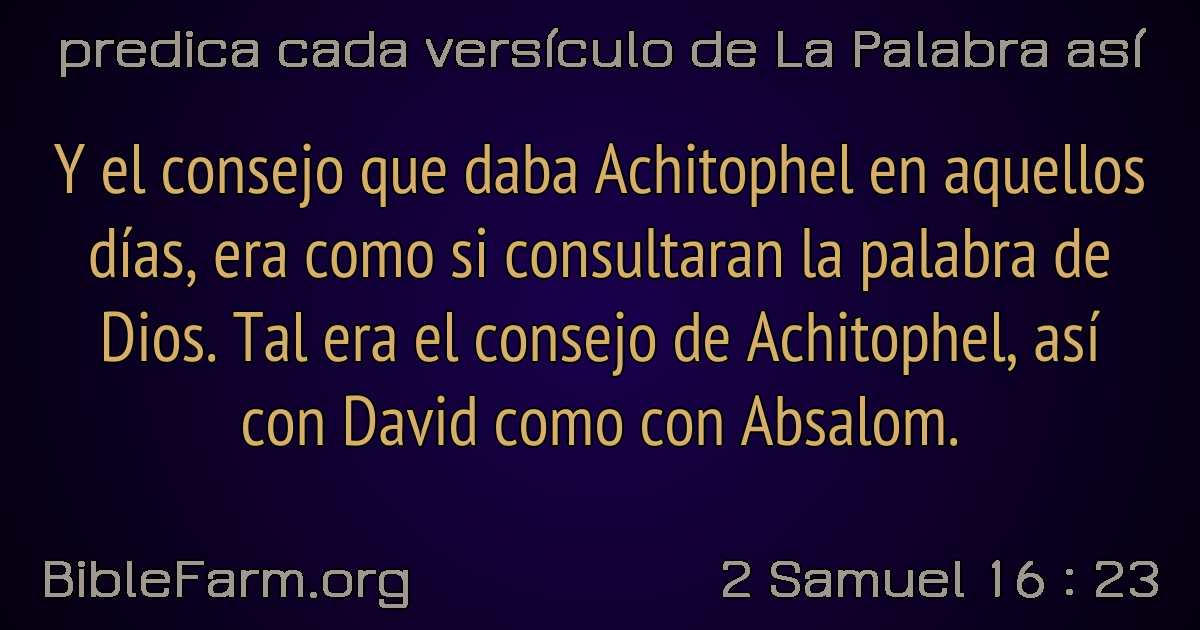 predica cada versículo de La Palabra así
Y el consejo que daba Achitophel en aquellos
días, era como si consultaran la palabra de
Dios. Tal era el consejo de Achitophel, así
con David como con Absalom.
BibleFarm.org
2 Samuel 16 : 23